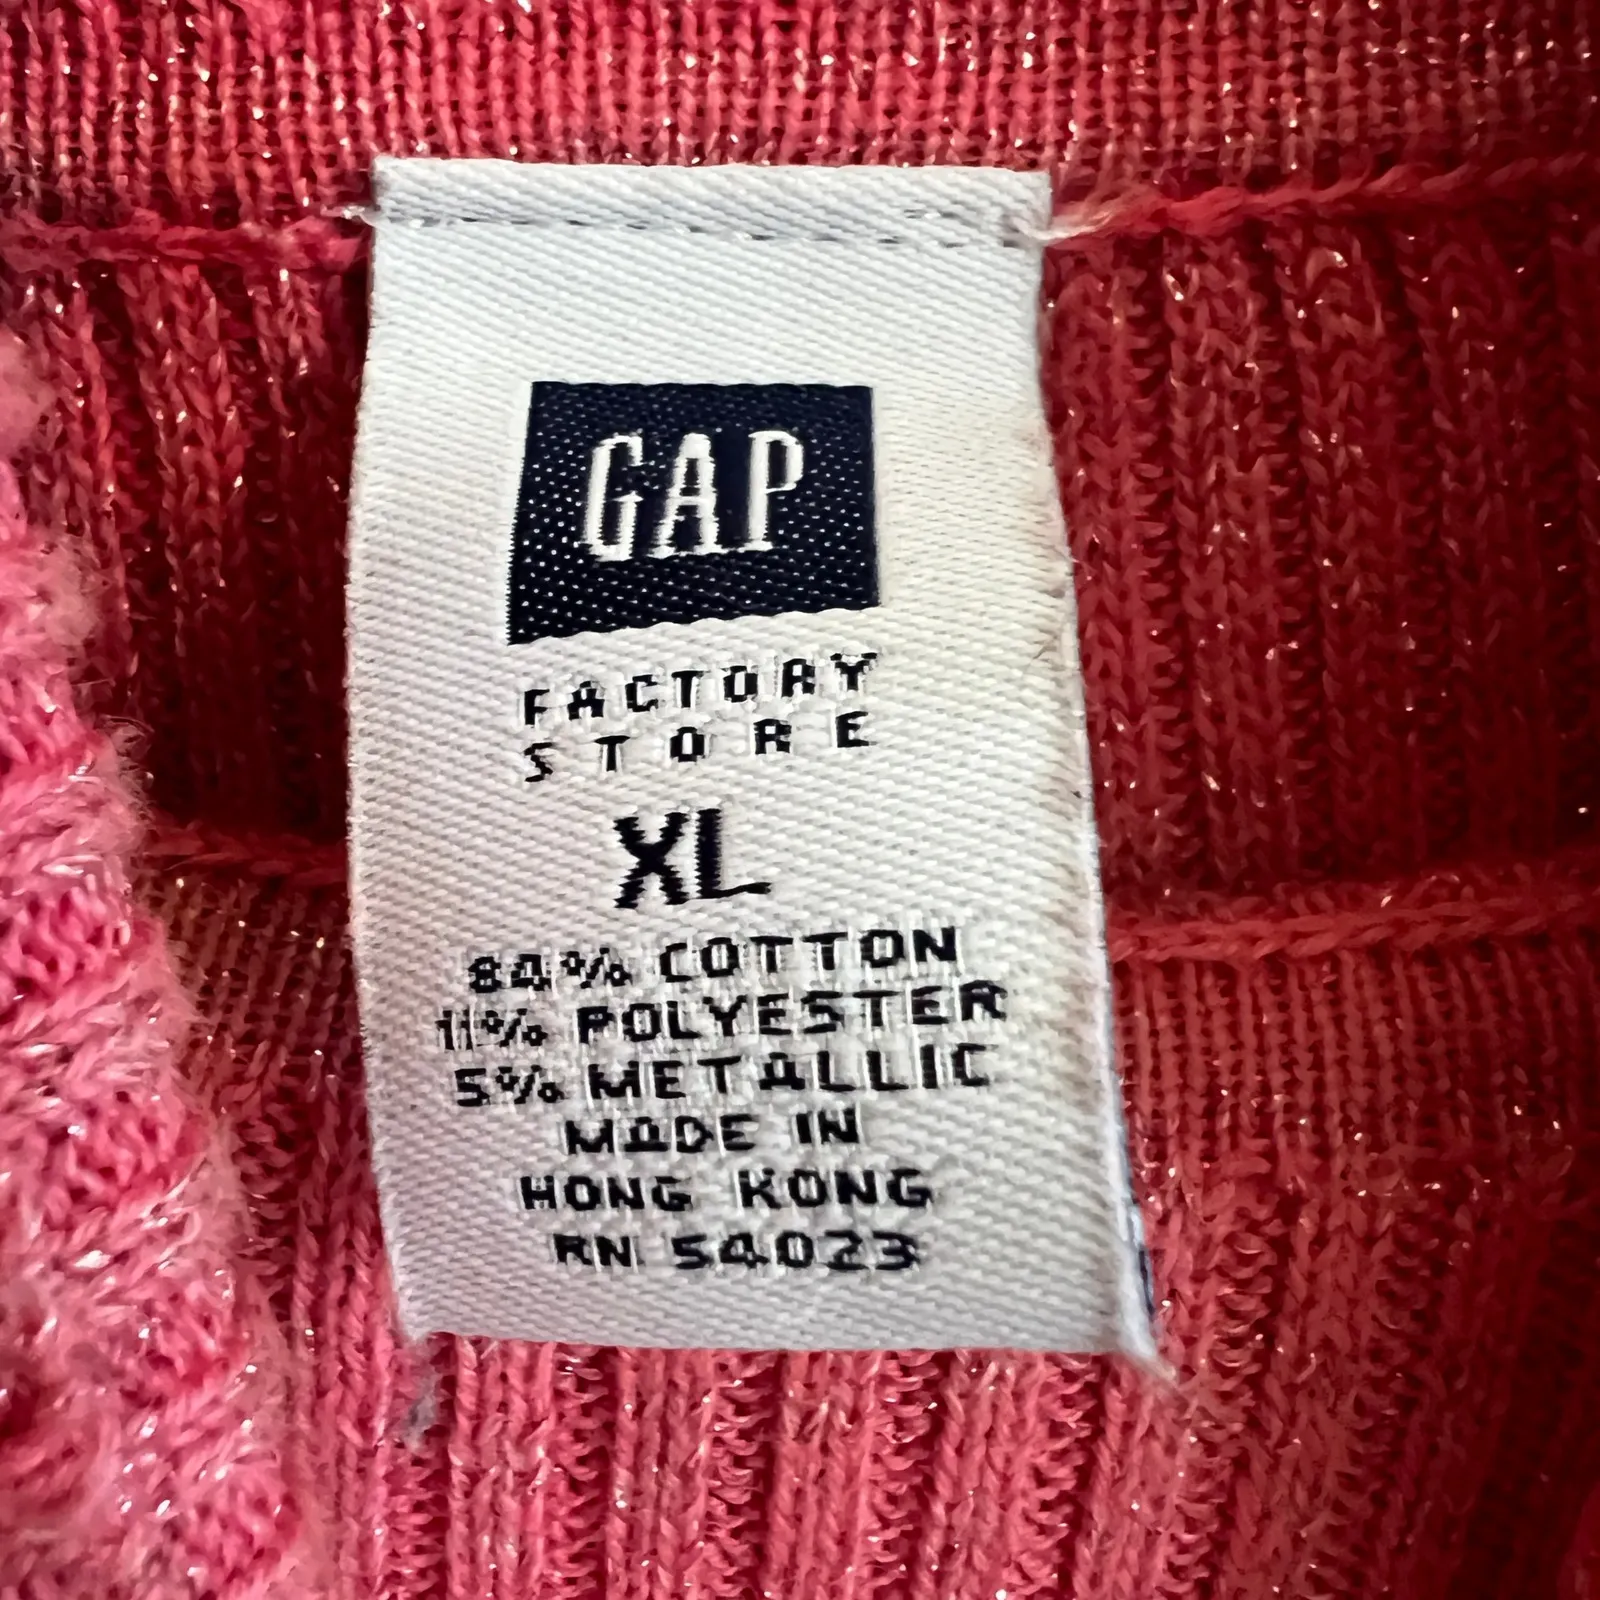 GAP
FACTORY
STORE
XL
84% COTTON
11% POLYESTER
5% METALLIC
MADE IN
HONG KONG
RN 54023